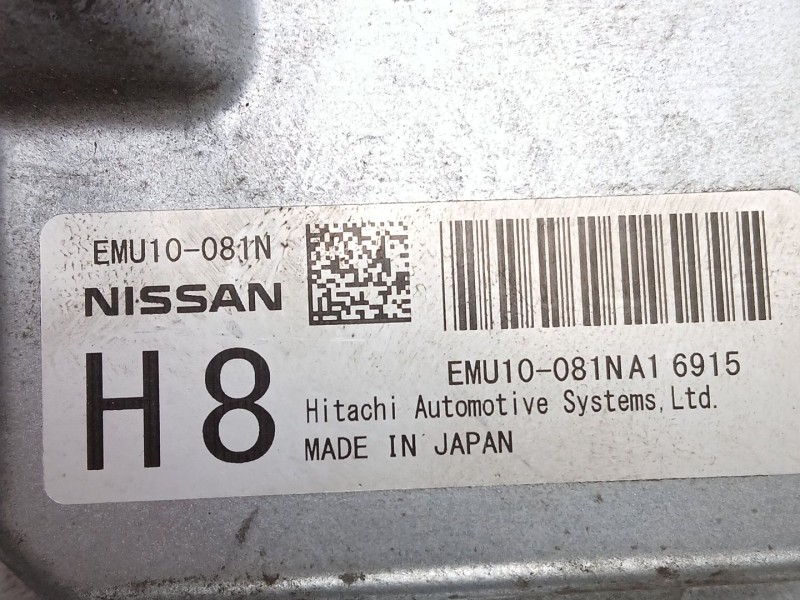 EMU10-081N
NISSAN
H8
EMU10-081NA1 6915
Hitachi Automotive Systems, Ltd.
MADE IN JAPAN